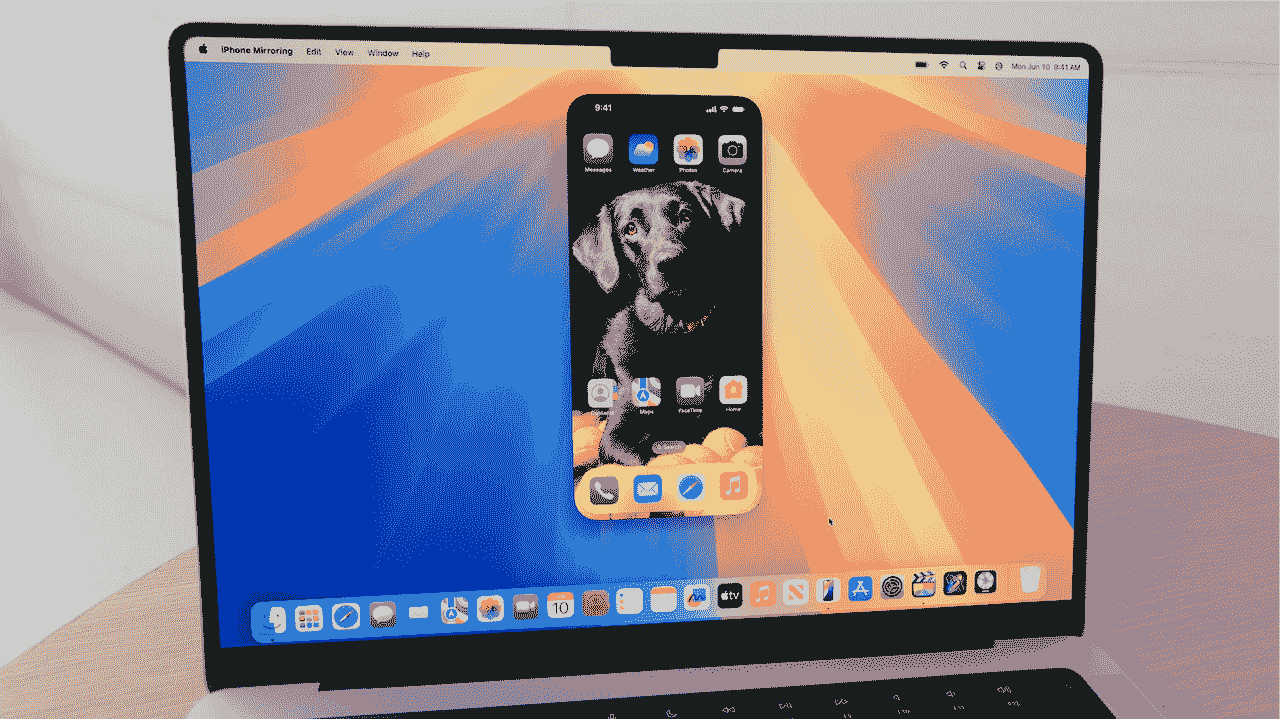 iPhone Mirroring Edit View Window Help
Mon Jun 10 9:41 AM
9:41
Messages Weather Photos Camera
Contacts Maps FaceTime Home
10
tv